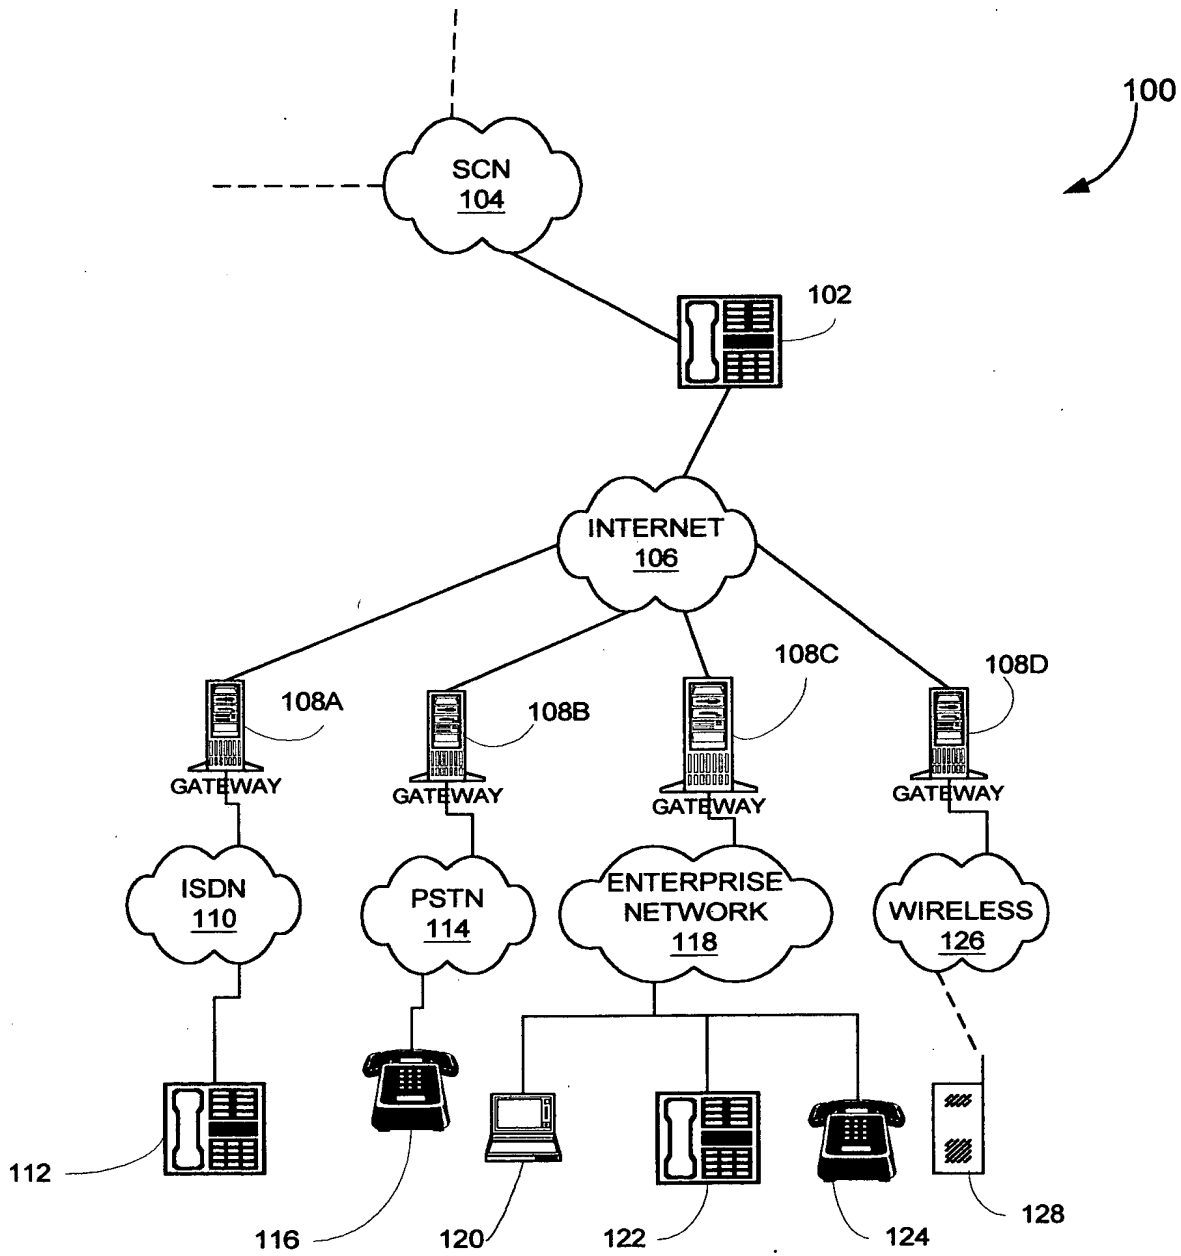 100
SCN
104
102
INTERNET
106
108A
108B
108C
108D
GATEWAY
GATEWAY
GATEWAY
GATEWAY
ISDN
110
PSTN
114
ENTERPRISE
NETWORK
118
WIRELESS
126
112
116
120
122
124
128